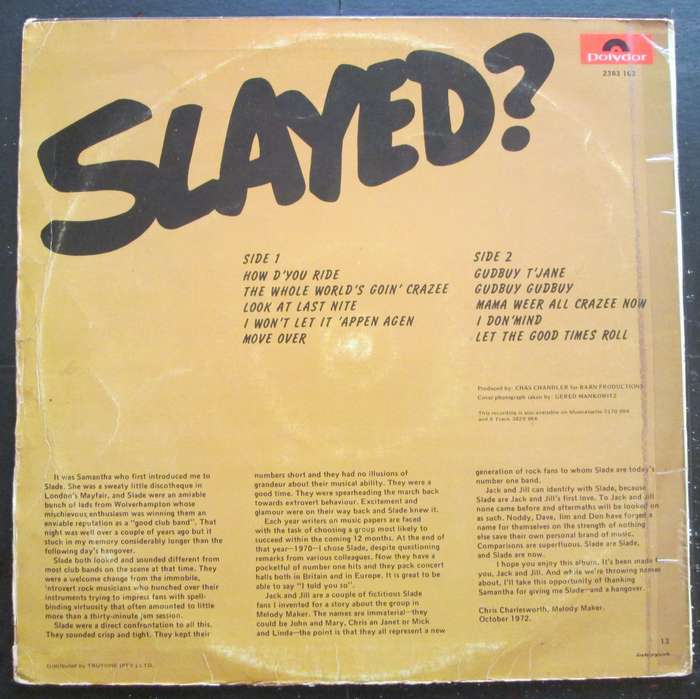 SLAYED?
Polydor
2383 163
SIDE 1
HOW D'YOU RIDE
THE WHOLE WORLD'S GOIN' CRAZEE
LOOK AT LAST NITE
I WON'T LET IT 'APPEN AGEN
MOVE OVER
SIDE 2
GUDBUY T'JANE
GUDBUY GUDBUY
MAMA WEER ALL CRAZEE NOW
I DON'MIND
LET THE GOOD TIMES ROLL
Produced by: CHAS CHANDLER for BARN PRODUCTIONS
Cover photograph taken by: GERED MANKOWITZ
This recording is also available on Musicassette 3170 064
and 8 Track
It was Samantha who first introduced me to
Slade. She was a sweaty little discotheque in
London's Mayfair, and Slade were an amiable
bunch of lads from Wolverhampton whose
mischievous enthusiasm was winning them an
enviable reputation as a "good club band". That
night was well over a couple of years ago but it
stuck in my memory considerably longer than the
following day's hangover.
Slade both looked and sounded different from
most club bands on the scene at that time. They
were a welcome change from the immobile,
introvert rock musicians who hunched over their
instruments trying to impress fans with spell-
binding virtuosity that often amounted to little
more than a thirty-minute jam session.
Slade were a direct confrontation to all this.
They sounded crisp and tight. They kept their
numbers short and they had no illusions of
grandeur about their musical ability. They were a
good time. They were spearheading the march back
towards extrovert behaviour. Excitement and
glamour were on their way back and Slade knew it.
Each year writers on music papers are faced
with the task of choosing a group most likely to
succeed within the coming 12 months. At the end of
that year—1970—I chose Slade, despite questioning
remarks from various colleagues. Now they have a
pocketful of number one hits and they pack concert
halls both in Britain and in Europe. It is great to be
able to say "I told you so".
Jack and Jill are a couple of fictitious Slade
fans I invented for a story about the group in
Melody Maker. The names are immaterial—they
could be John and Mary, Chris an Janet or Mick
and Linda—the point is that they all represent a new
generation of rock fans to whom Slade are today's
number one band.
Jack and Jill can identify with Slade, because
Slade are Jack and Jill's first love. To Jack and Jill
none came before and aftermaths will be looked on
as such. Noddy, Dave, Jim and Don have forged a
name for themselves on the strength of nothing
else save their own personal brand of music.
Comparisons are superfluous. Slade are Slade,
and Slade are now.
I hope you enjoy this album. It's been made for
you, Jack and Jill. And while we're throwing names
about, I'll take this opportunity of thanking
Samantha for giving me Slade—and a hangover.
Chris Charlesworth, Melody Maker.
October 1972.
Distributed by TRUTONE (PTY.) LTD.
12